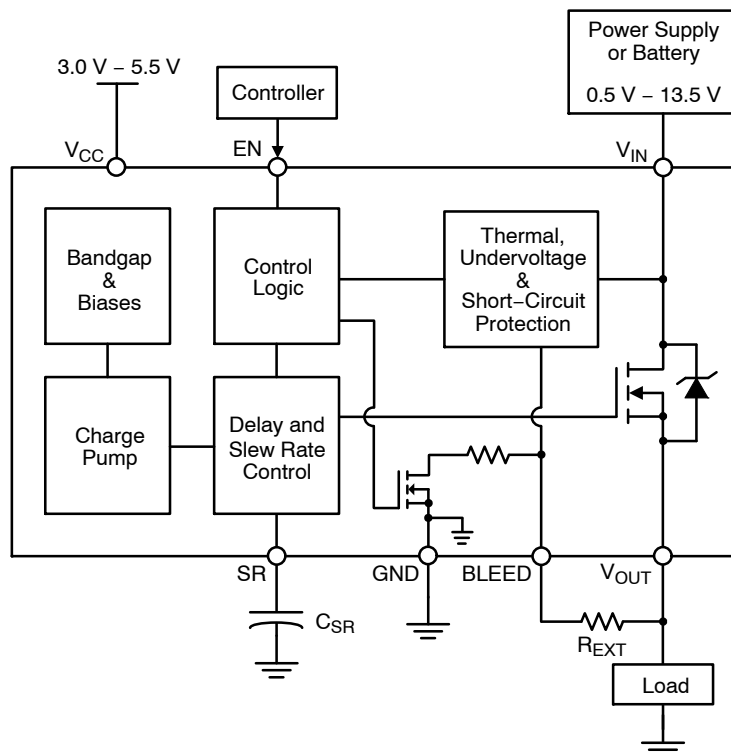 Power Supply
or Battery
0.5 V − 13.5 V
3.0 V − 5.5 V
Controller
VCC
EN
VIN
Bandgap
&
Biases
Control
Logic
Thermal,
Undervoltage
&
Short−Circuit
Protection
Charge
Pump
Delay and
Slew Rate
Control
SR
GND
BLEED
VOUT
CSR
REXT
Load